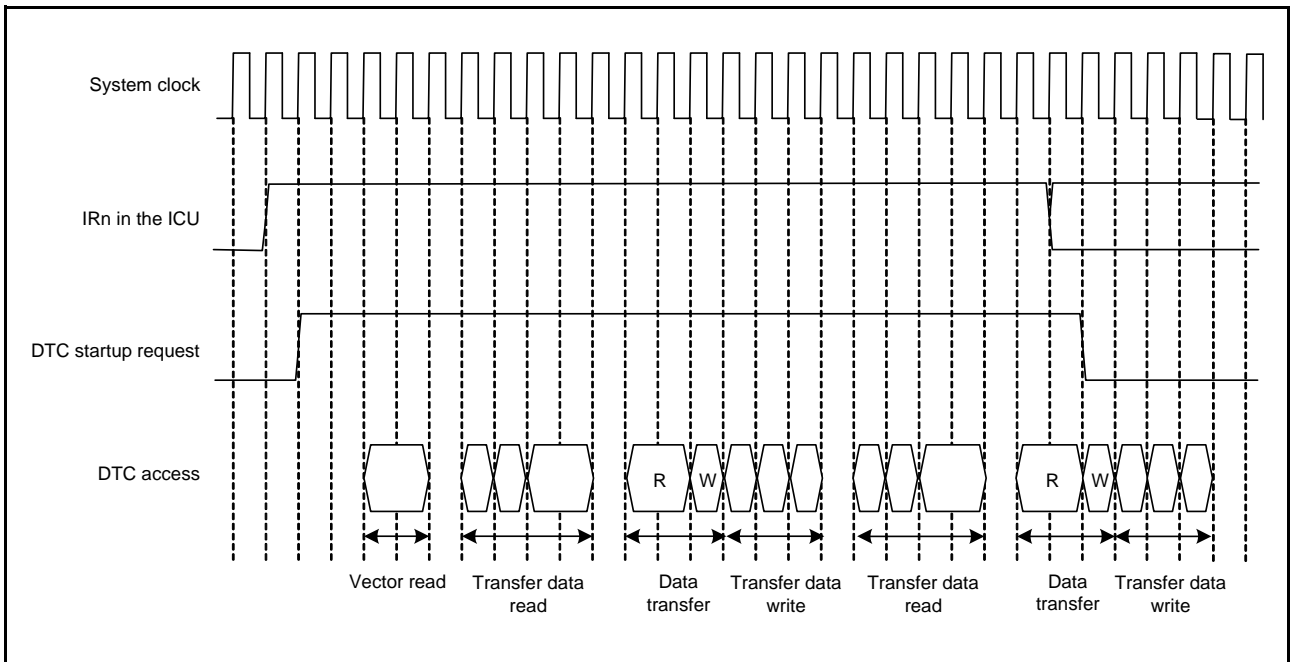 System clock
IRn in the ICU
DTC startup request
DTC access
R
W
R
W
Vector read
Transfer data
read
Data
transfer
Transfer data
write
Transfer data
read
Data
transfer
Transfer data
write